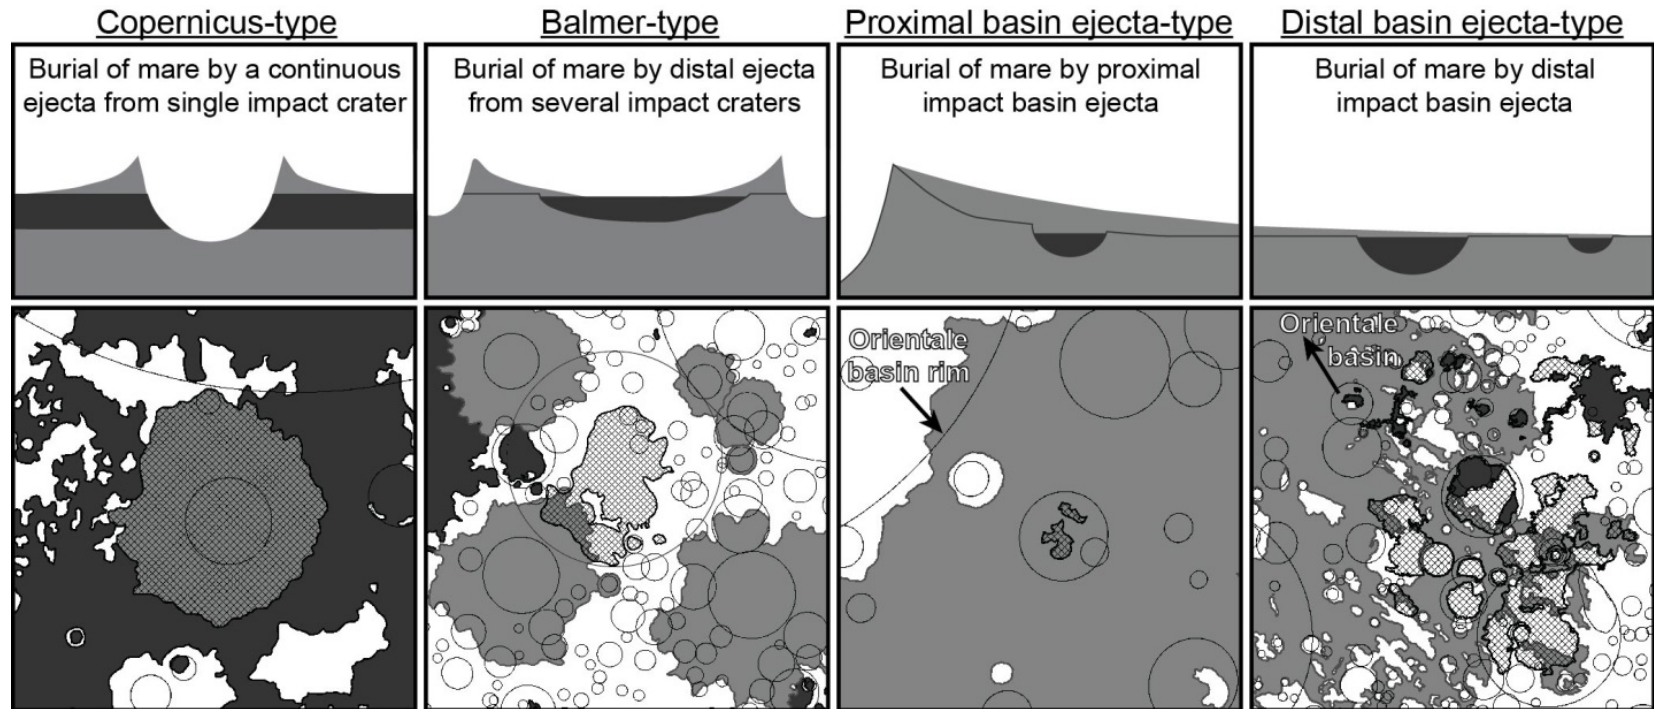 Copernicus-type
Burial of mare by a continuous
ejecta from single impact crater
Balmer-type
Burial of mare by distal ejecta
from several impact craters
Proximal basin ejecta-type
Burial of mare by proximal
impact basin ejecta
Distal basin ejecta-type
Burial of mare by distal
impact basin ejecta
Orientale
basin rim
Orientale
basin